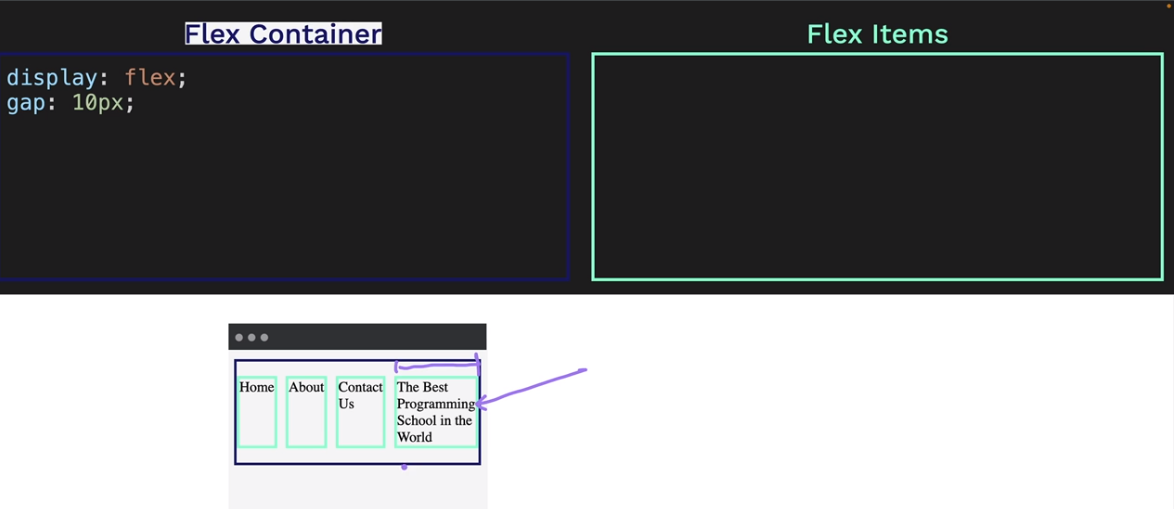 Flex Container
Flex Items
display: flex;
gap: 10px;
Home
About
Contact
Us
The Best
Programming
School in the
World